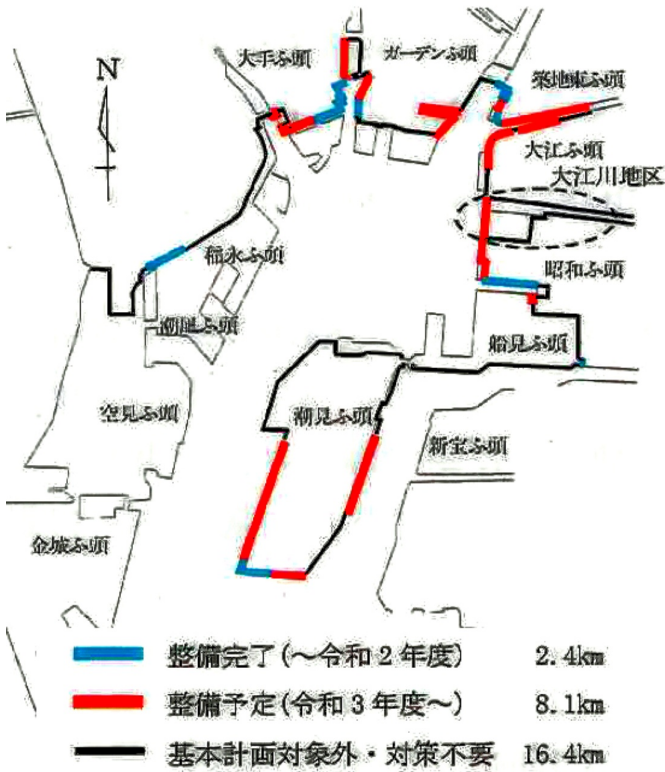 大手ふ頭
ガーデンふ頭
N
築地東ふ頭
大江ふ頭
大江川地区
稲永ふ頭
昭和ふ頭
潮凪ふ頭
船見ふ頭
空見ふ頭
潮見ふ頭
新宝ふ頭
金城ふ頭
整備完了(～令和2年度) 2.4km
整備予定(令和3年度～) 8.1km
基本計画対象外・対策不要 16.4km